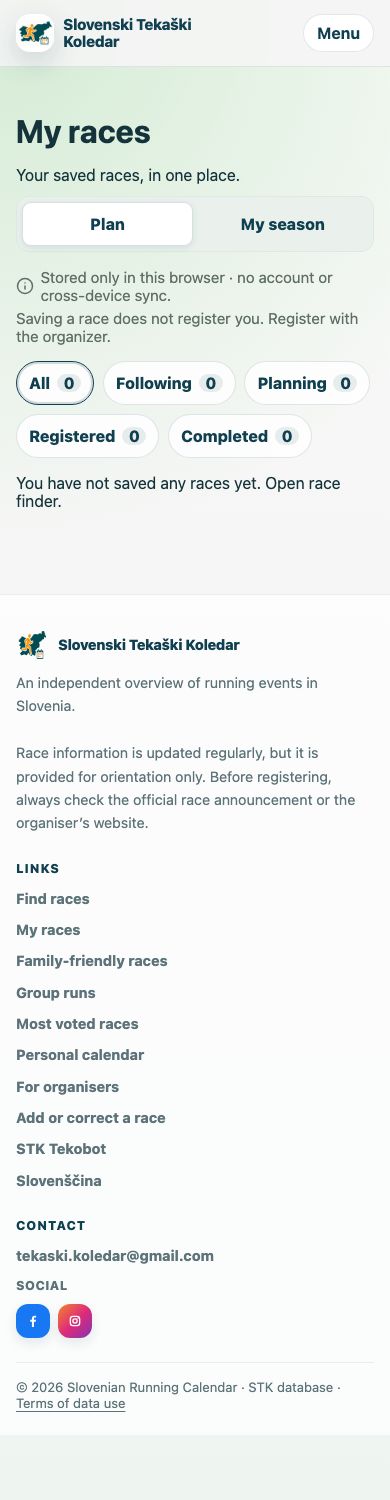 Slovenski Tekaški
Koledar
Menu
My races
Your saved races, in one place.
Plan
My season
Stored only in this browser · no account or
cross-device sync.
Saving a race does not register you. Register with
the organizer.
All 0
Following 0
Planning 0
Registered 0
Completed 0
You have not saved any races yet. Open race
finder.
Slovenski Tekaški Koledar
An independent overview of running events in
Slovenia.
Race information is updated regularly, but it is
provided for orientation only. Before registering,
always check the official race announcement or the
organiser’s website.
LINKS
Find races
My races
Family-friendly races
Group runs
Most voted races
Personal calendar
For organisers
Add or correct a race
STK Tekobot
Slovenščina
CONTACT
tekaski.koledar@gmail.com
SOCIAL
© 2026 Slovenian Running Calendar · STK database ·
Terms of data use